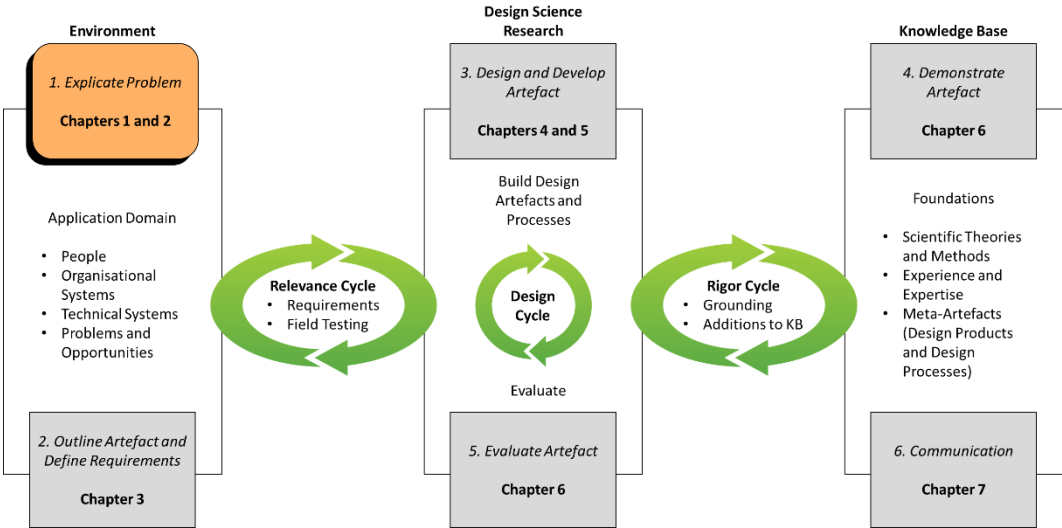 Environment
1. Explicate Problem
Chapters 1 and 2
Application Domain
• People
• Organisational
Systems
• Technical Systems
• Problems and
Opportunities
2. Outline Artefact and
Define Requirements
Chapter 3
Relevance Cycle
• Requirements
• Field Testing
Design Science
Research
3. Design and Develop
Artefact
Chapters 4 and 5
Build Design
Artefacts and
Processes
Design
Cycle
Evaluate
5. Evaluate Artefact
Chapter 6
Rigor Cycle
• Grounding
• Additions to KB
Knowledge Base
4. Demonstrate
Artefact
Chapter 6
Foundations
• Scientific Theories
and Methods
• Experience and
Expertise
• Meta-Artefacts
(Design Products
and Design
Processes)
6. Communication
Chapter 7